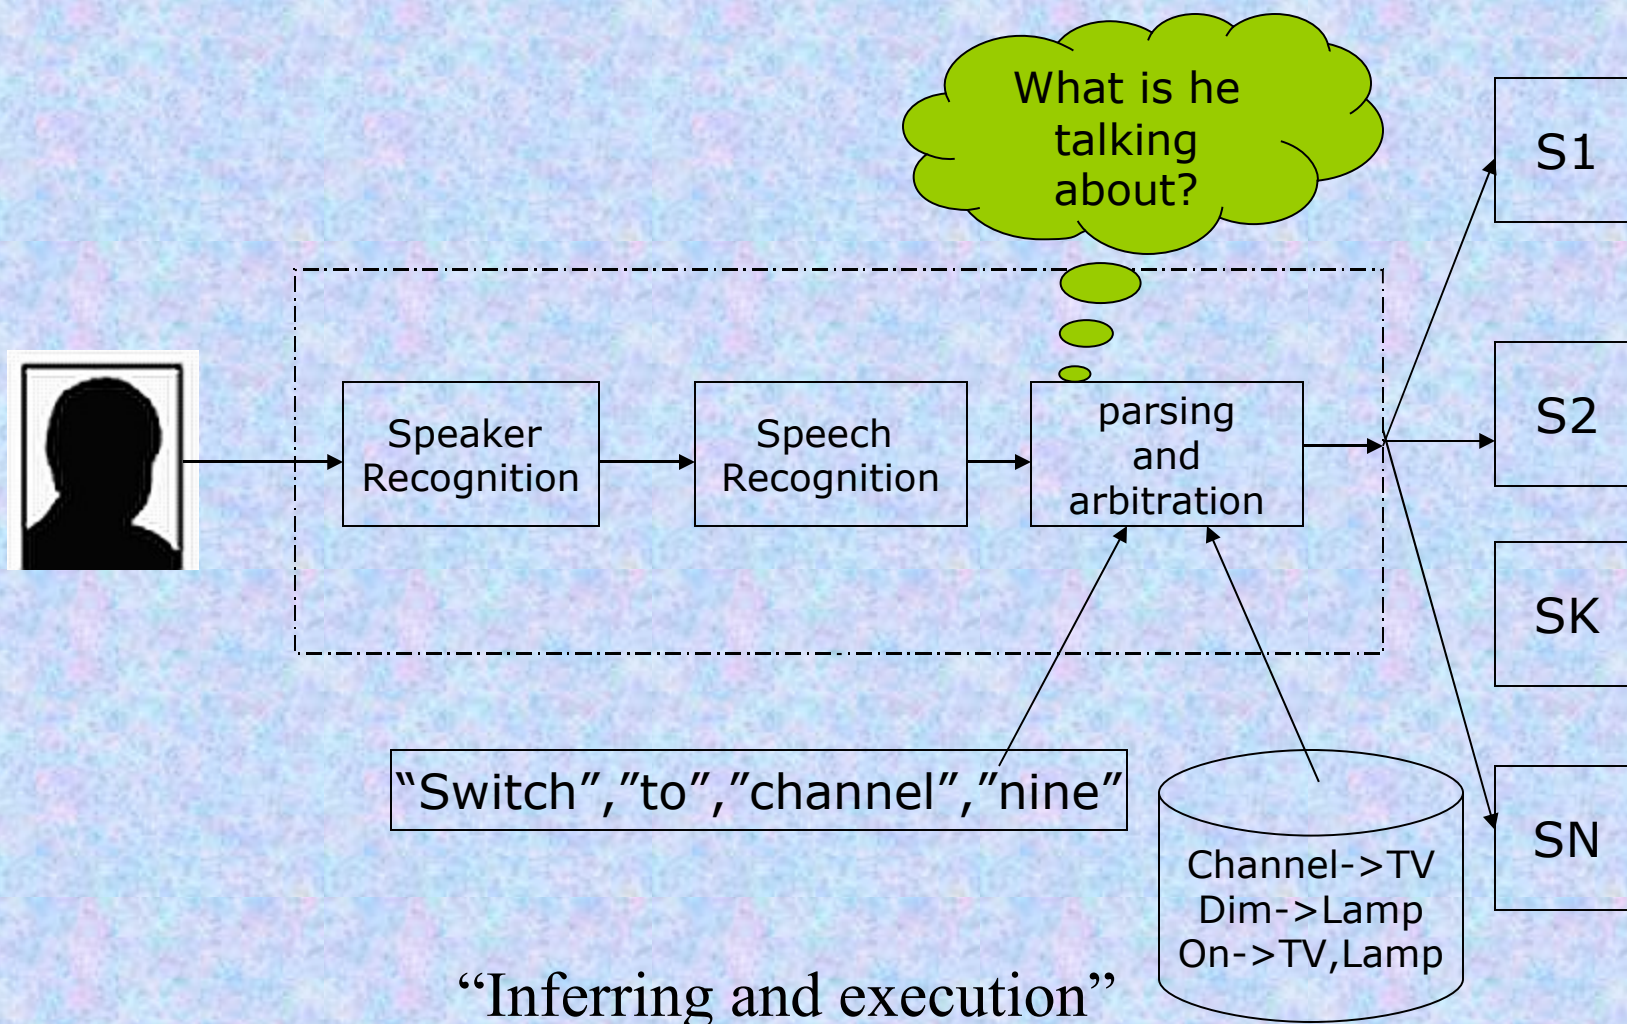 What is he
talking
about?
S1
Speaker
Recognition
Speech
Recognition
parsing
and
arbitration
S2
SK
“Switch”,”to”,”channel”,”nine”
SN
Channel->TV
Dim->Lamp
On->TV,Lamp
“Inferring and execution”